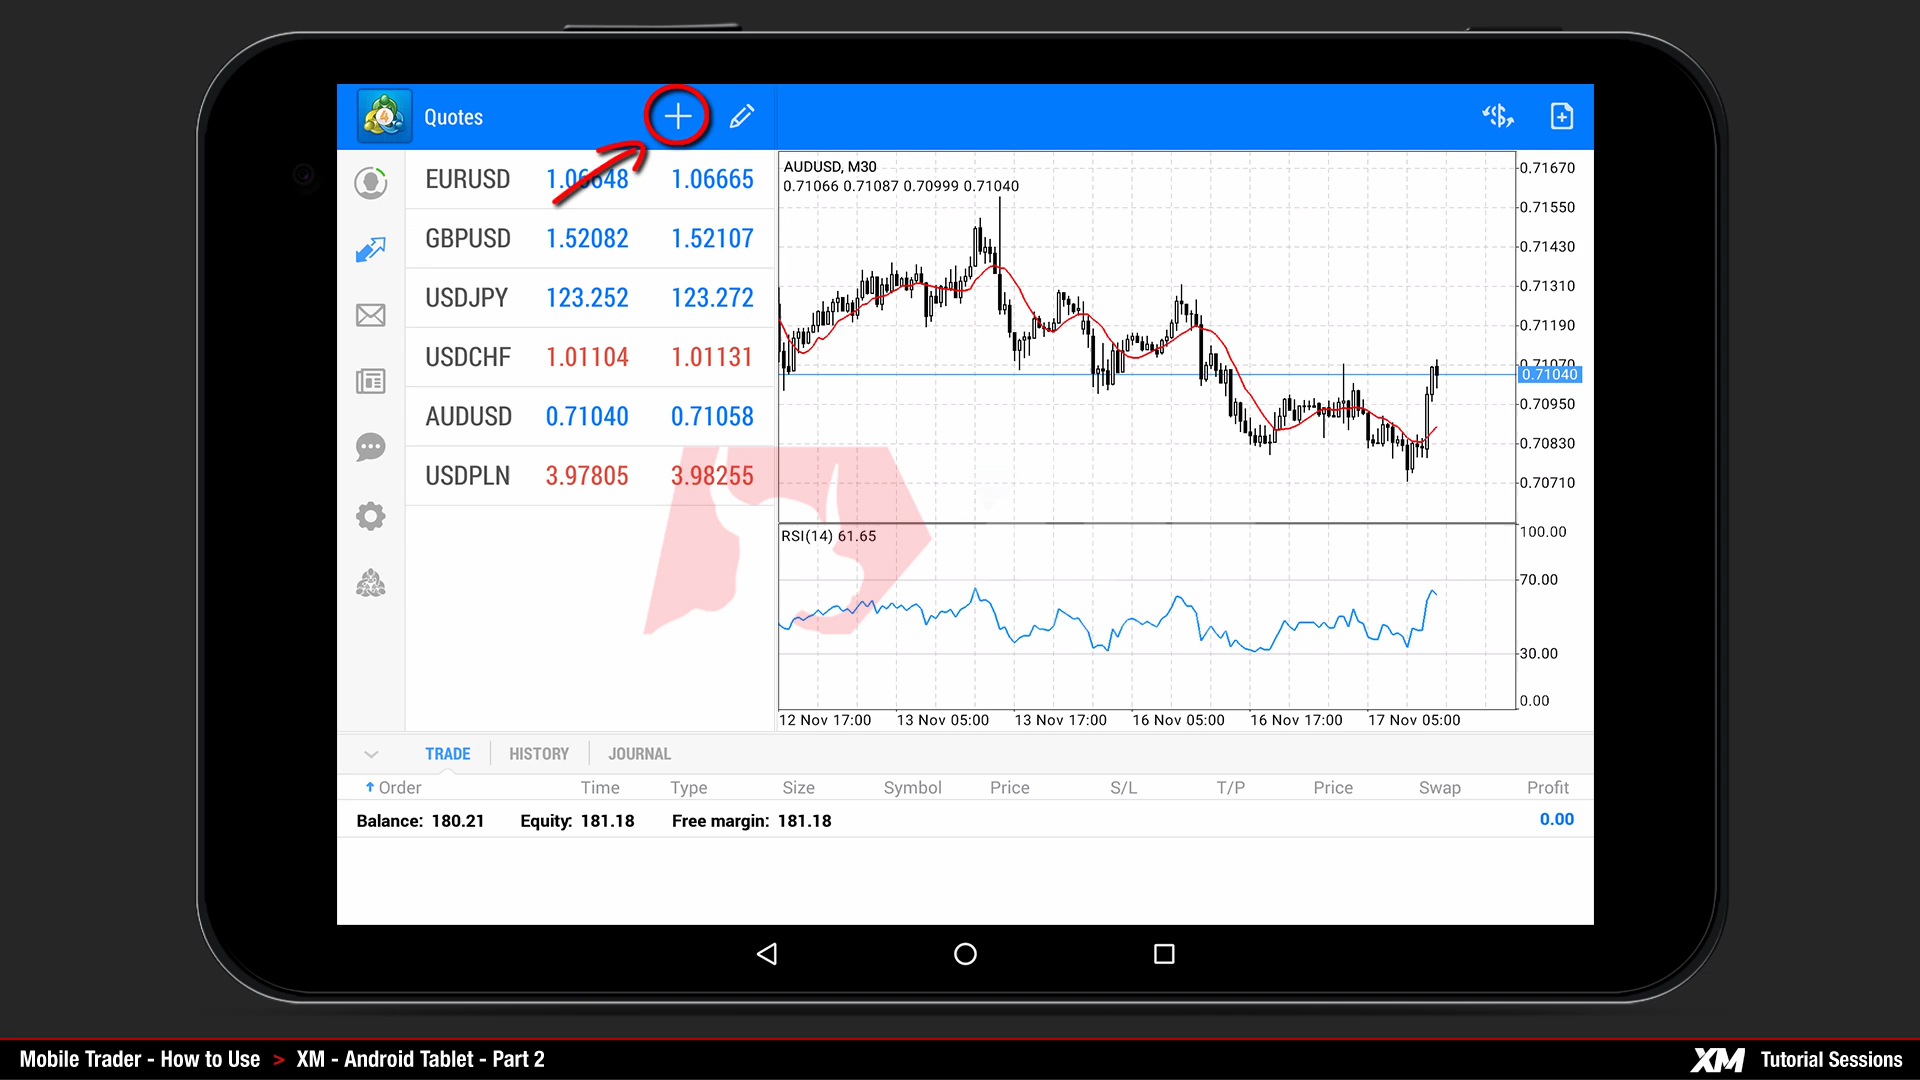 4
Quotes
EURUSD 1.06648 1.06665
GBPUSD 1.52082 1.52107
USDJPY 123.252 123.272
USDCHF 1.01104 1.01131
AUDUSD 0.71040 0.71058
USDPLN 3.97805 3.98255
AUDUSD, M30
0.71066 0.71087 0.70999 0.71040
0.71670
0.71550
0.71430
0.71310
0.71190
0.71070
0.71040
0.70950
0.70830
0.70710
RSI(14) 61.65
100.00
70.00
30.00
0.00
12 Nov 17:00 13 Nov 05:00 13 Nov 17:00 16 Nov 05:00 16 Nov 17:00 17 Nov 05:00
TRADE HISTORY JOURNAL
Order Time Type Size Symbol Price S/L T/P Price Swap Profit
Balance: 180.21 Equity: 181.18 Free margin: 181.18 0.00
Mobile Trader - How to Use > XM - Android Tablet - Part 2
XM Tutorial Sessions